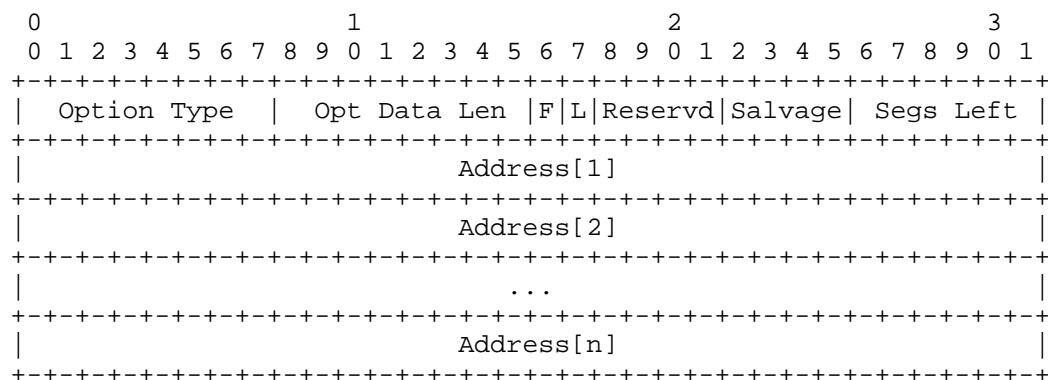 0                   1                   2                   3
 0 1 2 3 4 5 6 7 8 9 0 1 2 3 4 5 6 7 8 9 0 1 2 3 4 5 6 7 8 9 0 1
+-+-+-+-+-+-+-+-+-+-+-+-+-+-+-+-+-+-+-+-+-+-+-+-+-+-+-+-+-+-+-+-+
|  Option Type  |  Opt Data Len |F|L|Reservd|Salvage| Segs Left |
+-+-+-+-+-+-+-+-+-+-+-+-+-+-+-+-+-+-+-+-+-+-+-+-+-+-+-+-+-+-+-+-+
|                           Address[1]                          |
+-+-+-+-+-+-+-+-+-+-+-+-+-+-+-+-+-+-+-+-+-+-+-+-+-+-+-+-+-+-+-+-+
|                           Address[2]                          |
+-+-+-+-+-+-+-+-+-+-+-+-+-+-+-+-+-+-+-+-+-+-+-+-+-+-+-+-+-+-+-+-+
|                              ...                              |
+-+-+-+-+-+-+-+-+-+-+-+-+-+-+-+-+-+-+-+-+-+-+-+-+-+-+-+-+-+-+-+-+
|                           Address[n]                          |
+-+-+-+-+-+-+-+-+-+-+-+-+-+-+-+-+-+-+-+-+-+-+-+-+-+-+-+-+-+-+-+-+